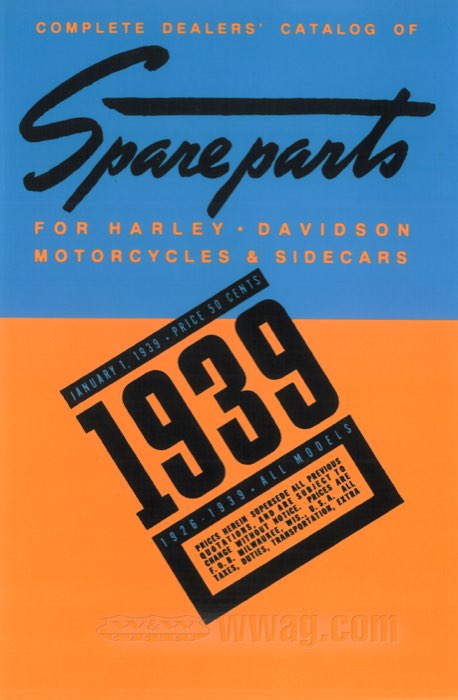 COMPLETE DEALERS' CATALOG OF
Spare parts
FOR HARLEY · DAVIDSON
MOTORCYCLES & SIDECARS
JANUARY 1, 1939 · PRICE 50 CENTS
1939
1926-1939 · ALL MODELS
PRICES HEREIN SUPERSEDE ALL PREVIOUS
QUOTATIONS, AND ARE SUBJECT TO
CHANGE WITHOUT NOTICE. PRICES ARE
F. O. B. MILWAUKEE, WIS., U. S. A. ALL
TAXES, DUTIES, TRANSPORTATION, EXTRA
W&W
CYCLES
wwag.com